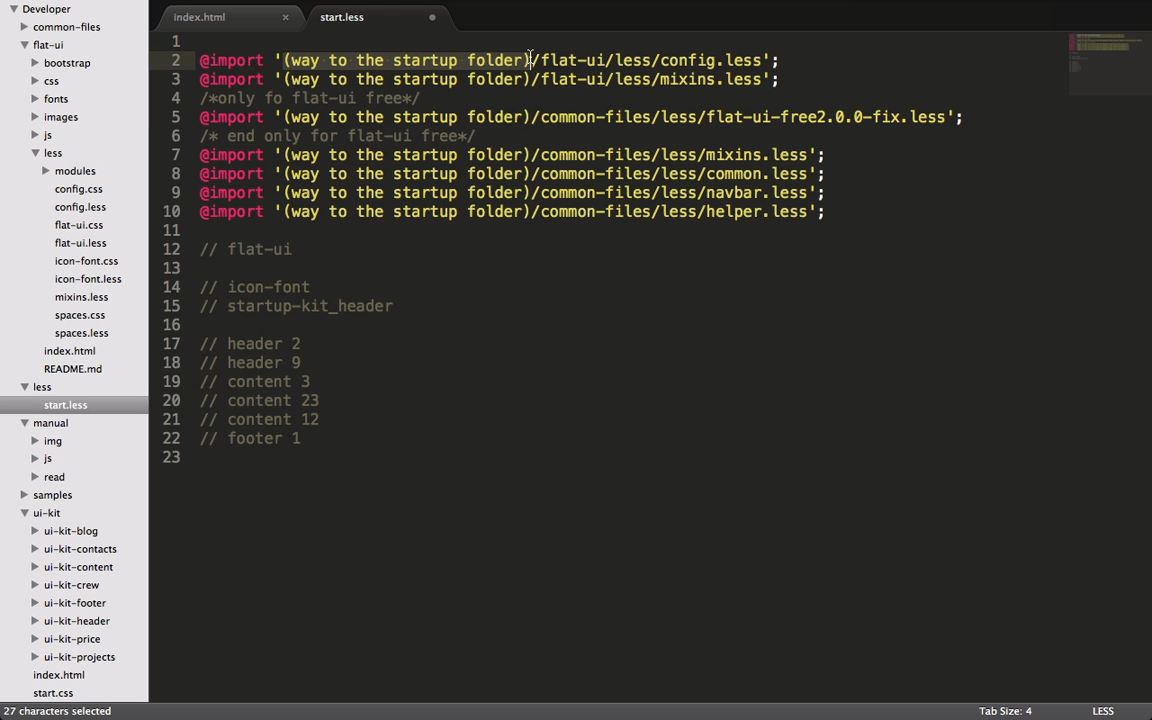 Developer
common-files
flat-ui
bootstrap
css
fonts
images
js
less
modules
config.css
config.less
flat-ui.css
flat-ui.less
icon-font.css
icon-font.less
mixins.less
spaces.css
spaces.less
index.html
README.md
less
start.less
manual
img
js
read
samples
ui-kit
ui-kit-blog
ui-kit-contacts
ui-kit-content
ui-kit-crew
ui-kit-footer
ui-kit-header
ui-kit-price
ui-kit-projects
index.html
start.css
index.html × start.less
1
2 @import '(way to the startup folder)/flat-ui/less/config.less';
3 @import '(way to the startup folder)/flat-ui/less/mixins.less';
4 /*only fo flat-ui free*/
5 @import '(way to the startup folder)/common-files/less/flat-ui-free2.0.0-fix.less';
6 /* end only for flat-ui free*/
7 @import '(way to the startup folder)/common-files/less/mixins.less';
8 @import '(way to the startup folder)/common-files/less/common.less';
9 @import '(way to the startup folder)/common-files/less/navbar.less';
10 @import '(way to the startup folder)/common-files/less/helper.less';
11
12 // flat-ui
13
14 // icon-font
15 // startup-kit_header
16
17 // header 2
18 // header 9
19 // content 3
20 // content 23
21 // content 12
22 // footer 1
23
27 characters selected Tab Size: 4 LESS